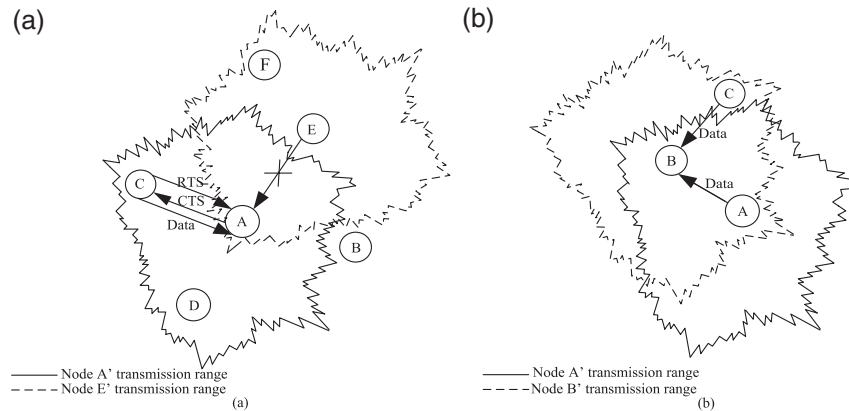 (a)
F
E
C
RTS
CTS
A
Data
B
D
Node A' transmission range
Node E' transmission range
(a)
(b)
C
Data
B
Data
A
Node A' transmission range
Node B' transmission range
(b)